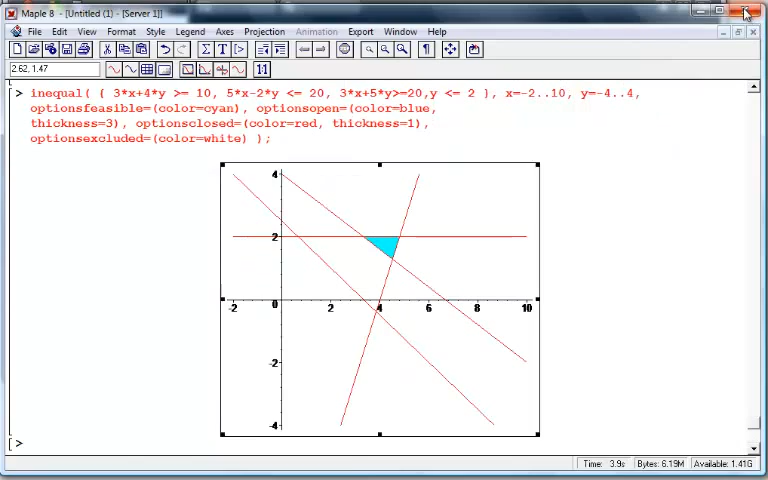 Maple 8 - [Untitled (1) - [Server 1]]
File Edit View Format Style Legend Axes Projection Animation Export Window Help
2.62, 1.47
1:1
> inequal( { 3*x+4*y >= 10, 5*x-2*y <= 20, 3*x+5*y>=20,y <= 2 }, x=-2..10, y=-4..4,
optionsfeasible=(color=cyan), optionsopen=(color=blue,
thickness=3), optionsclosed=(color=red, thickness=1),
optionsexcluded=(color=white) );
4
2
-2 0 2 4 6 8 10
-2
-4
>
Time: 3.9s Bytes: 6.19M Available: 1.41G